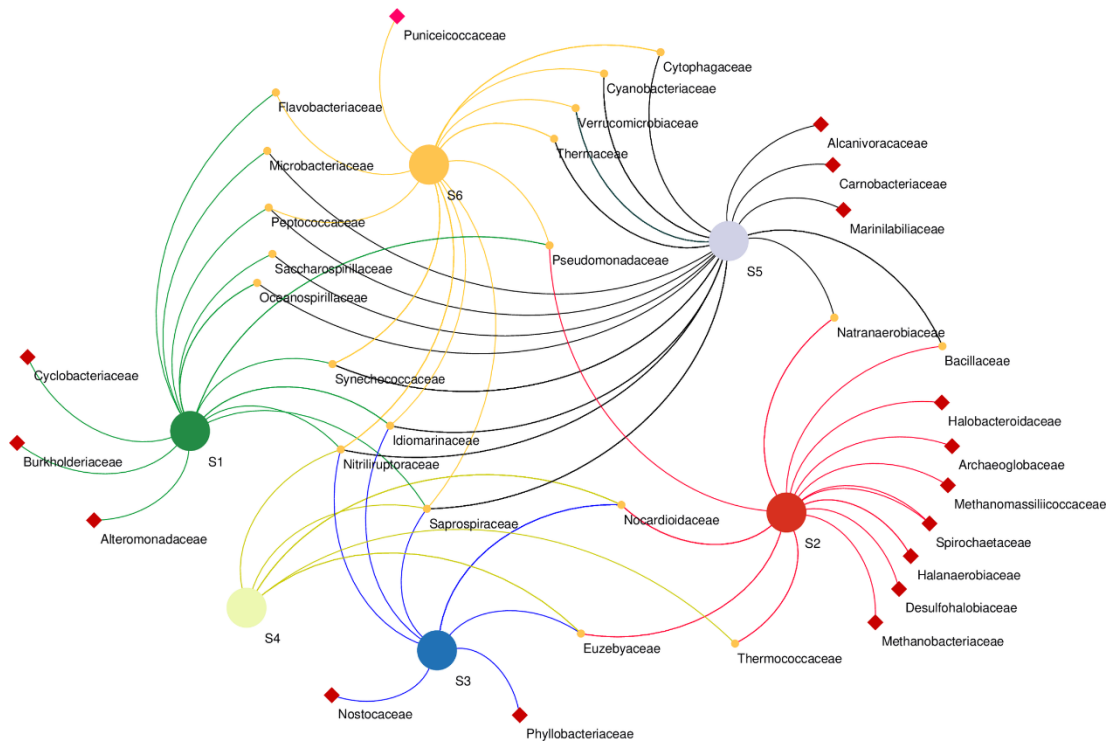 Puniceicoccaceae
Cytophagaceae
Cyanobacteriaceae
Flavobacteriaceae
Verrucomicrobiaceae
Alcanivoracaceae
Thermaceae
Microbacteriaceae
Carnobacteriaceae
S6
Marinilabiliaceae
Peptococcaceae
Saccharospirillaceae
Pseudomonadaceae
S5
Oceanospirillaceae
Natranaerobiaceae
Bacillaceae
Cyclobacteriaceae
Synechococcaceae
Halobacteroidaceae
Idiomarinaceae
S1
Nitriliruptoraceae
Burkholderiaceae
Archaeoglobaceae
Methanomassiliicoccaceae
Saprospiraceae
Nocardioidaceae
Alteromonadaceae
S2
Spirochaetaceae
Halanaerobiaceae
Desulfohalobiaceae
S4
Methanobacteriaceae
Euzebyaceae
Thermococcaceae
S3
Nostocaceae
Phyllobacteriaceae